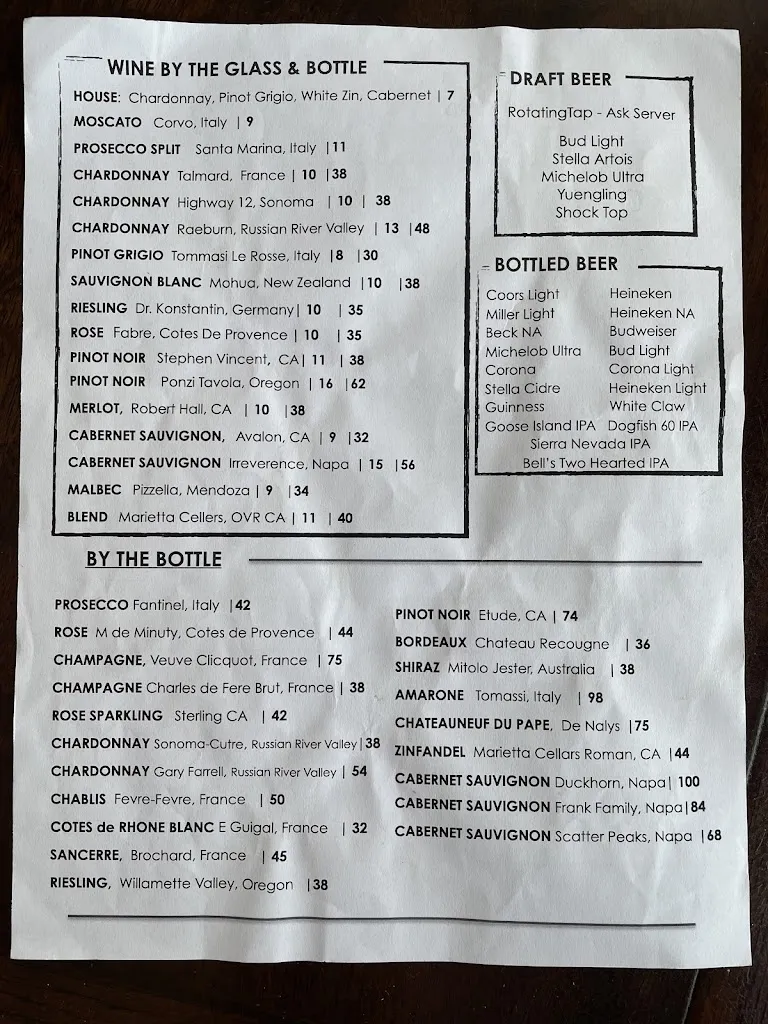 WINE BY THE GLASS & BOTTLE
HOUSE: Chardonnay, Pinot Grigio, White Zin, Cabernet | 7
MOSCATO Corvo, Italy | 9
PROSECCO SPLIT Santa Marina, Italy |11
CHARDONNAY Talmard, France | 10 |38
CHARDONNAY Highway 12, Sonoma | 10 | 38
CHARDONNAY Raeburn, Russian River Valley | 13 |48
PINOT GRIGIO Tommasi Le Rosse, Italy |8 |30
SAUVIGNON BLANC Mohua, New Zealand |10 |38
RIESLING Dr. Konstantin, Germany| 10 | 35
ROSE Fabre, Cotes De Provence | 10 | 35
PINOT NOIR Stephen Vincent, CA| 11 | 38
PINOT NOIR Ponzi Tavola, Oregon | 16 |62
MERLOT, Robert Hall, CA | 10 |38
CABERNET SAUVIGNON, Avalon, CA | 9 |32
CABERNET SAUVIGNON Irreverence, Napa | 15 |56
MALBEC Pizzella, Mendoza | 9 |34
BLEND Marietta Cellers, OVR CA | 11 | 40
DRAFT BEER
RotatingTap - Ask Server
Bud Light
Stella Artois
Michelob Ultra
Yuengling
Shock Top
BOTTLED BEER
Coors Light Heineken
Miller Light Heineken NA
Beck NA Budweiser
Michelob Ultra Bud Light
Corona Corona Light
Stella Cidre Heineken Light
Guinness White Claw
Goose Island IPA Dogfish 60 IPA
Sierra Nevada IPA
Bell's Two Hearted IPA
BY THE BOTTLE
PROSECCO Fantinel, Italy |42
ROSE M de Minuty, Cotes de Provence | 44
CHAMPAGNE, Veuve Clicquot, France | 75
CHAMPAGNE Charles de Fere Brut, France | 38
ROSE SPARKLING Sterling CA | 42
CHARDONNAY Sonoma-Cutre, Russian River Valley|38
CHARDONNAY Gary Farrell, Russian River Valley | 54
CHABLIS Fevre-Fevre, France | 50
COTES de RHONE BLANC E Guigal, France | 32
SANCERRE, Brochard, France | 45
RIESLING, Willamette Valley, Oregon |38
PINOT NOIR Etude, CA | 74
BORDEAUX Chateau Recougne | 36
SHIRAZ Mitolo Jester, Australia | 38
AMARONE Tomassi, Italy | 98
CHATEAUNEUF DU PAPE, De Nalys |75
ZINFANDEL Marietta Cellars Roman, CA |44
CABERNET SAUVIGNON Duckhorn, Napa| 100
CABERNET SAUVIGNON Frank Family, Napa|84
CABERNET SAUVIGNON Scatter Peaks, Napa |68